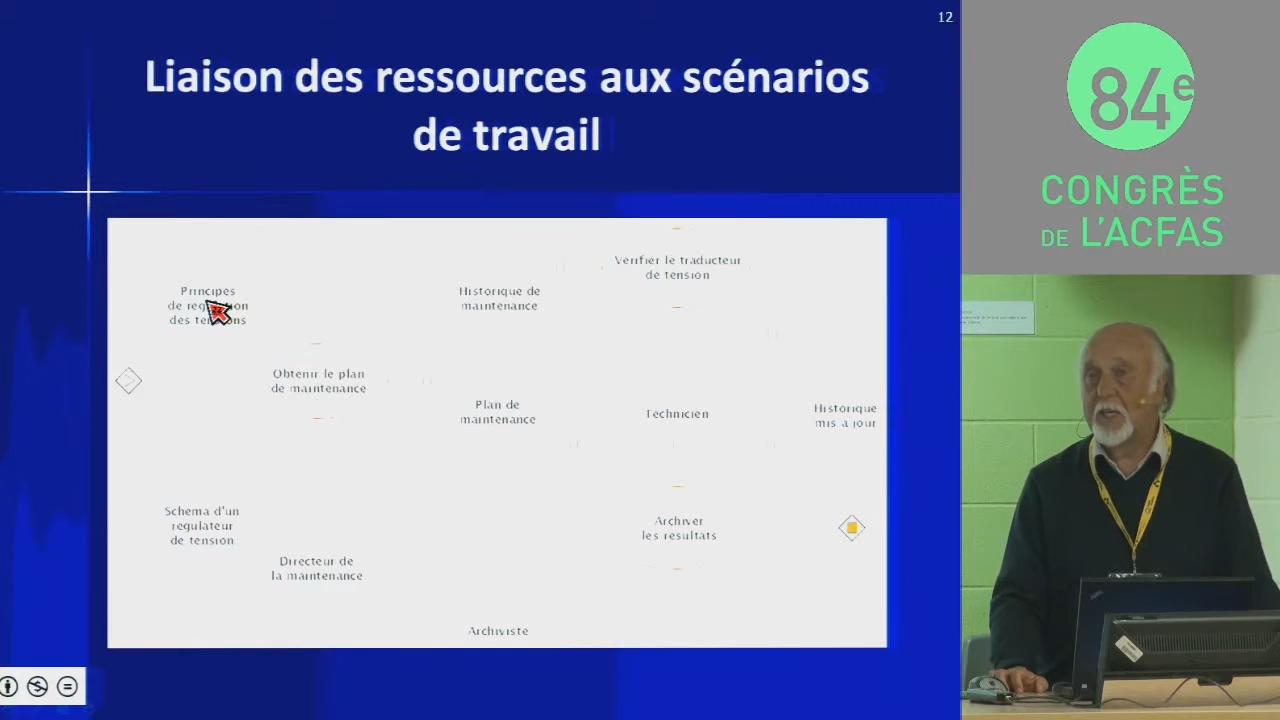 12
Liaison des ressources aux scénarios
de travail
Principes
de regulation
des tensions
Historique de
maintenance
Verifier le traducteur
de tension
Obtenir le plan
de maintenance
Plan de
maintenance
Technicien
Historique
mis a jour
Schema d'un
regulateur
de tension
Directeur de
la maintenance
Archiver
les resultats
Archiviste
84e
CONGRÈS
DE L'ACFAS